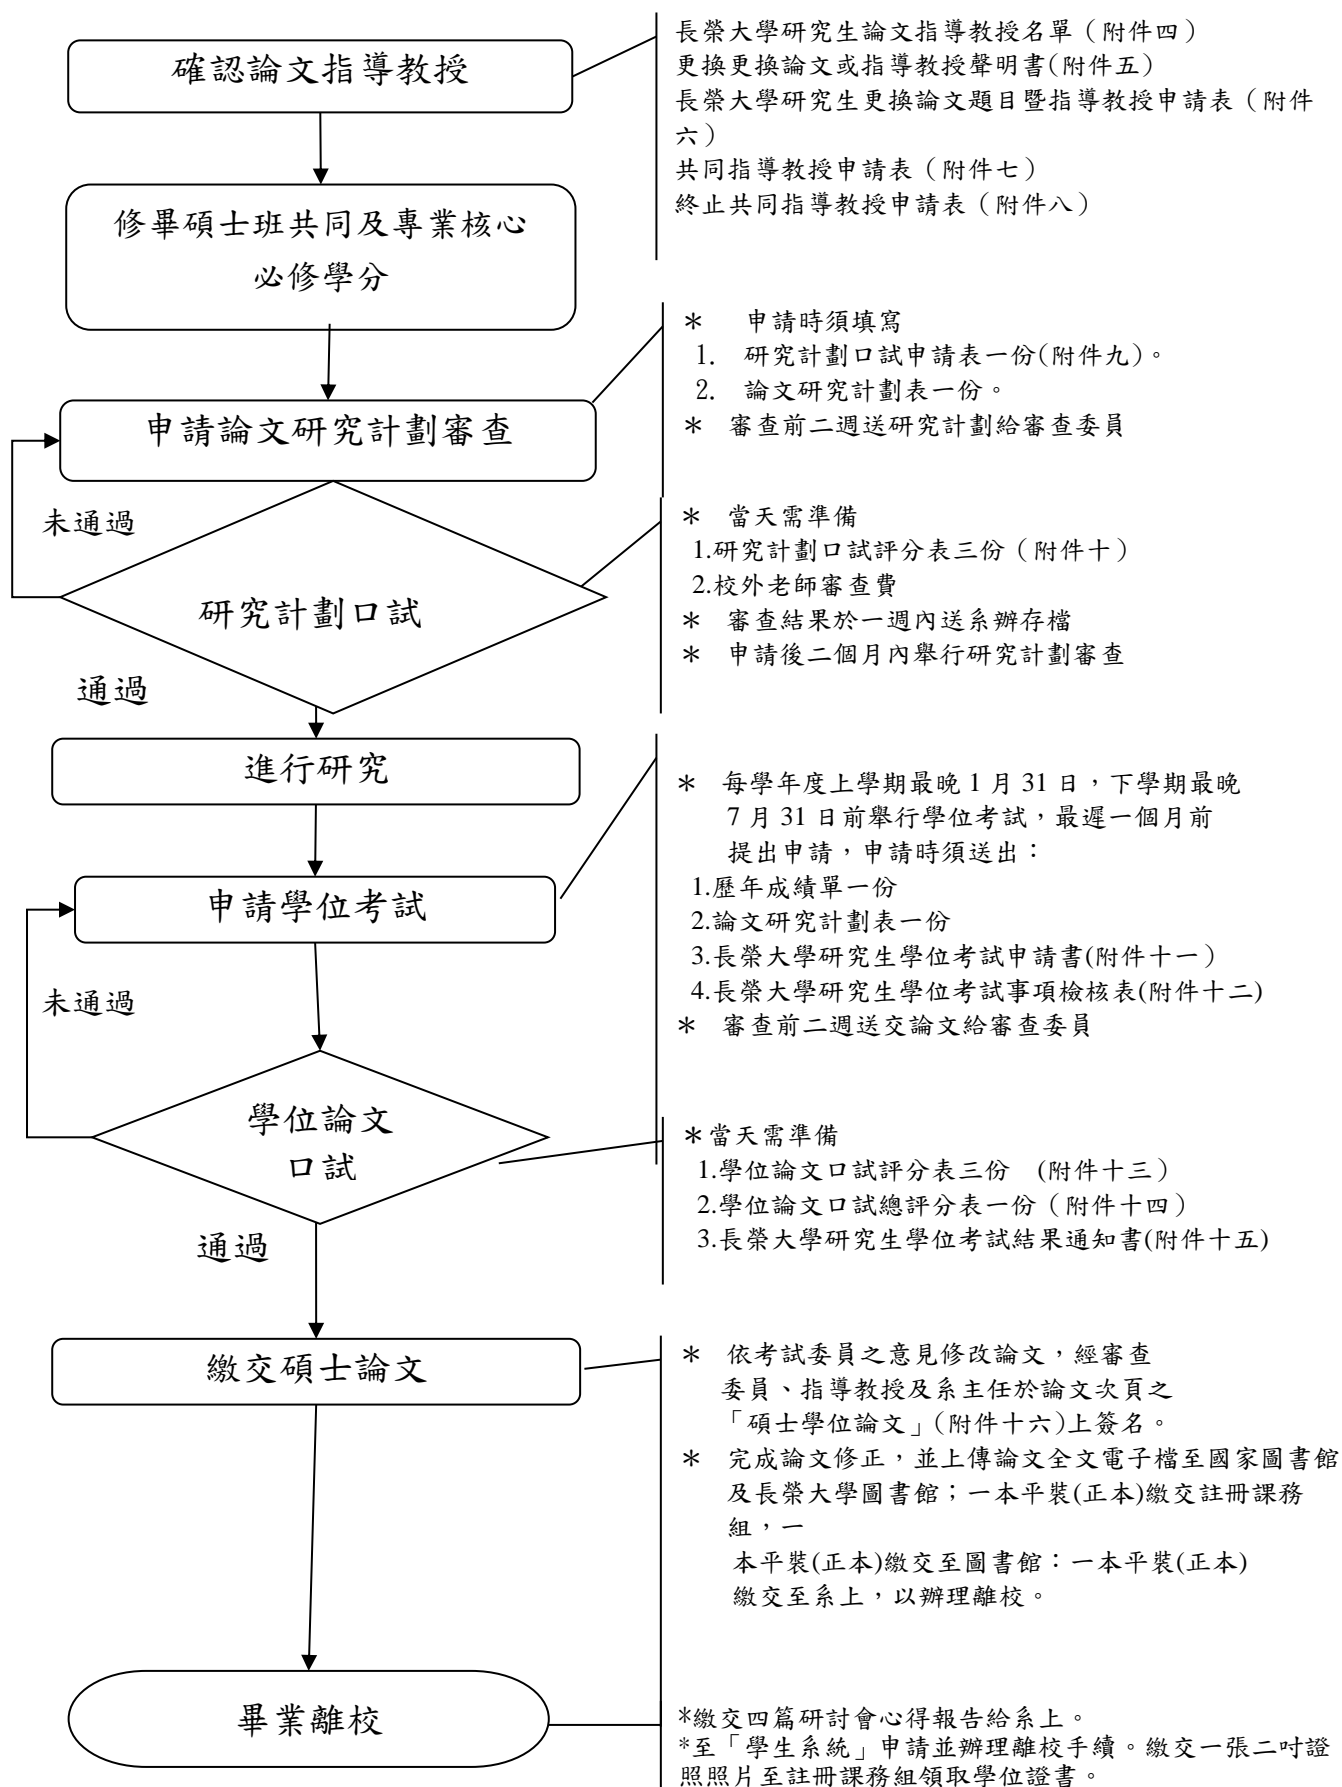 確認論文指導教授
長榮大學研究生論文指導教授名單（附件四）
更換更換論文或指導教授聲明書(附件五）
長榮大學研究生更換論文題目暨指導教授申請表（附件
六）
共同指導教授申請表（附件七）
終止共同指導教授申請表（附件八）
修畢碩士班共同及專業核心
必修學分
＊ 申請時須填寫
1. 研究計劃口試申請表一份(附件九)。
2. 論文研究計劃表一份。
＊ 審查前二週送研究計劃給審查委員
申請論文研究計劃審查
未通過
研究計劃口試
通過
＊ 當天需準備
1.研究計劃口試評分表三份（附件十）
2.校外老師審查費
＊ 審查結果於一週內送系辦存檔
＊ 申請後二個月內舉行研究計劃審查
進行研究
＊ 每學年度上學期最晚 1 月 31 日，下學期最晚
7 月 31 日前舉行學位考試，最遲一個月前
提出申請，申請時須送出：
1.歷年成績單一份
2.論文研究計劃表一份
3.長榮大學研究生學位考試申請書(附件十一）
4.長榮大學研究生學位考試事項檢核表(附件十二)
＊ 審查前二週送交論文給審查委員
申請學位考試
未通過
學位論文
口試
通過
＊當天需準備
1.學位論文口試評分表三份 (附件十三）
2.學位論文口試總評分表一份（附件十四）
3.長榮大學研究生學位考試結果通知書(附件十五)
繳交碩士論文
＊ 依考試委員之意見修改論文，經審查
委員、指導教授及系主任於論文次頁之
「碩士學位論文」(附件十六)上簽名。
＊ 完成論文修正，並上傳論文全文電子檔至國家圖書館
及長榮大學圖書館；一本平裝(正本)繳交註冊課務
組，一
本平裝(正本)繳交至圖書館：一本平裝(正本)
繳交至系上，以辦理離校。
畢業離校
*繳交四篇研討會心得報告給系上。
*至「學生系統」申請並辦理離校手續。繳交一張二吋證
照照片至註冊課務組領取學位證書。